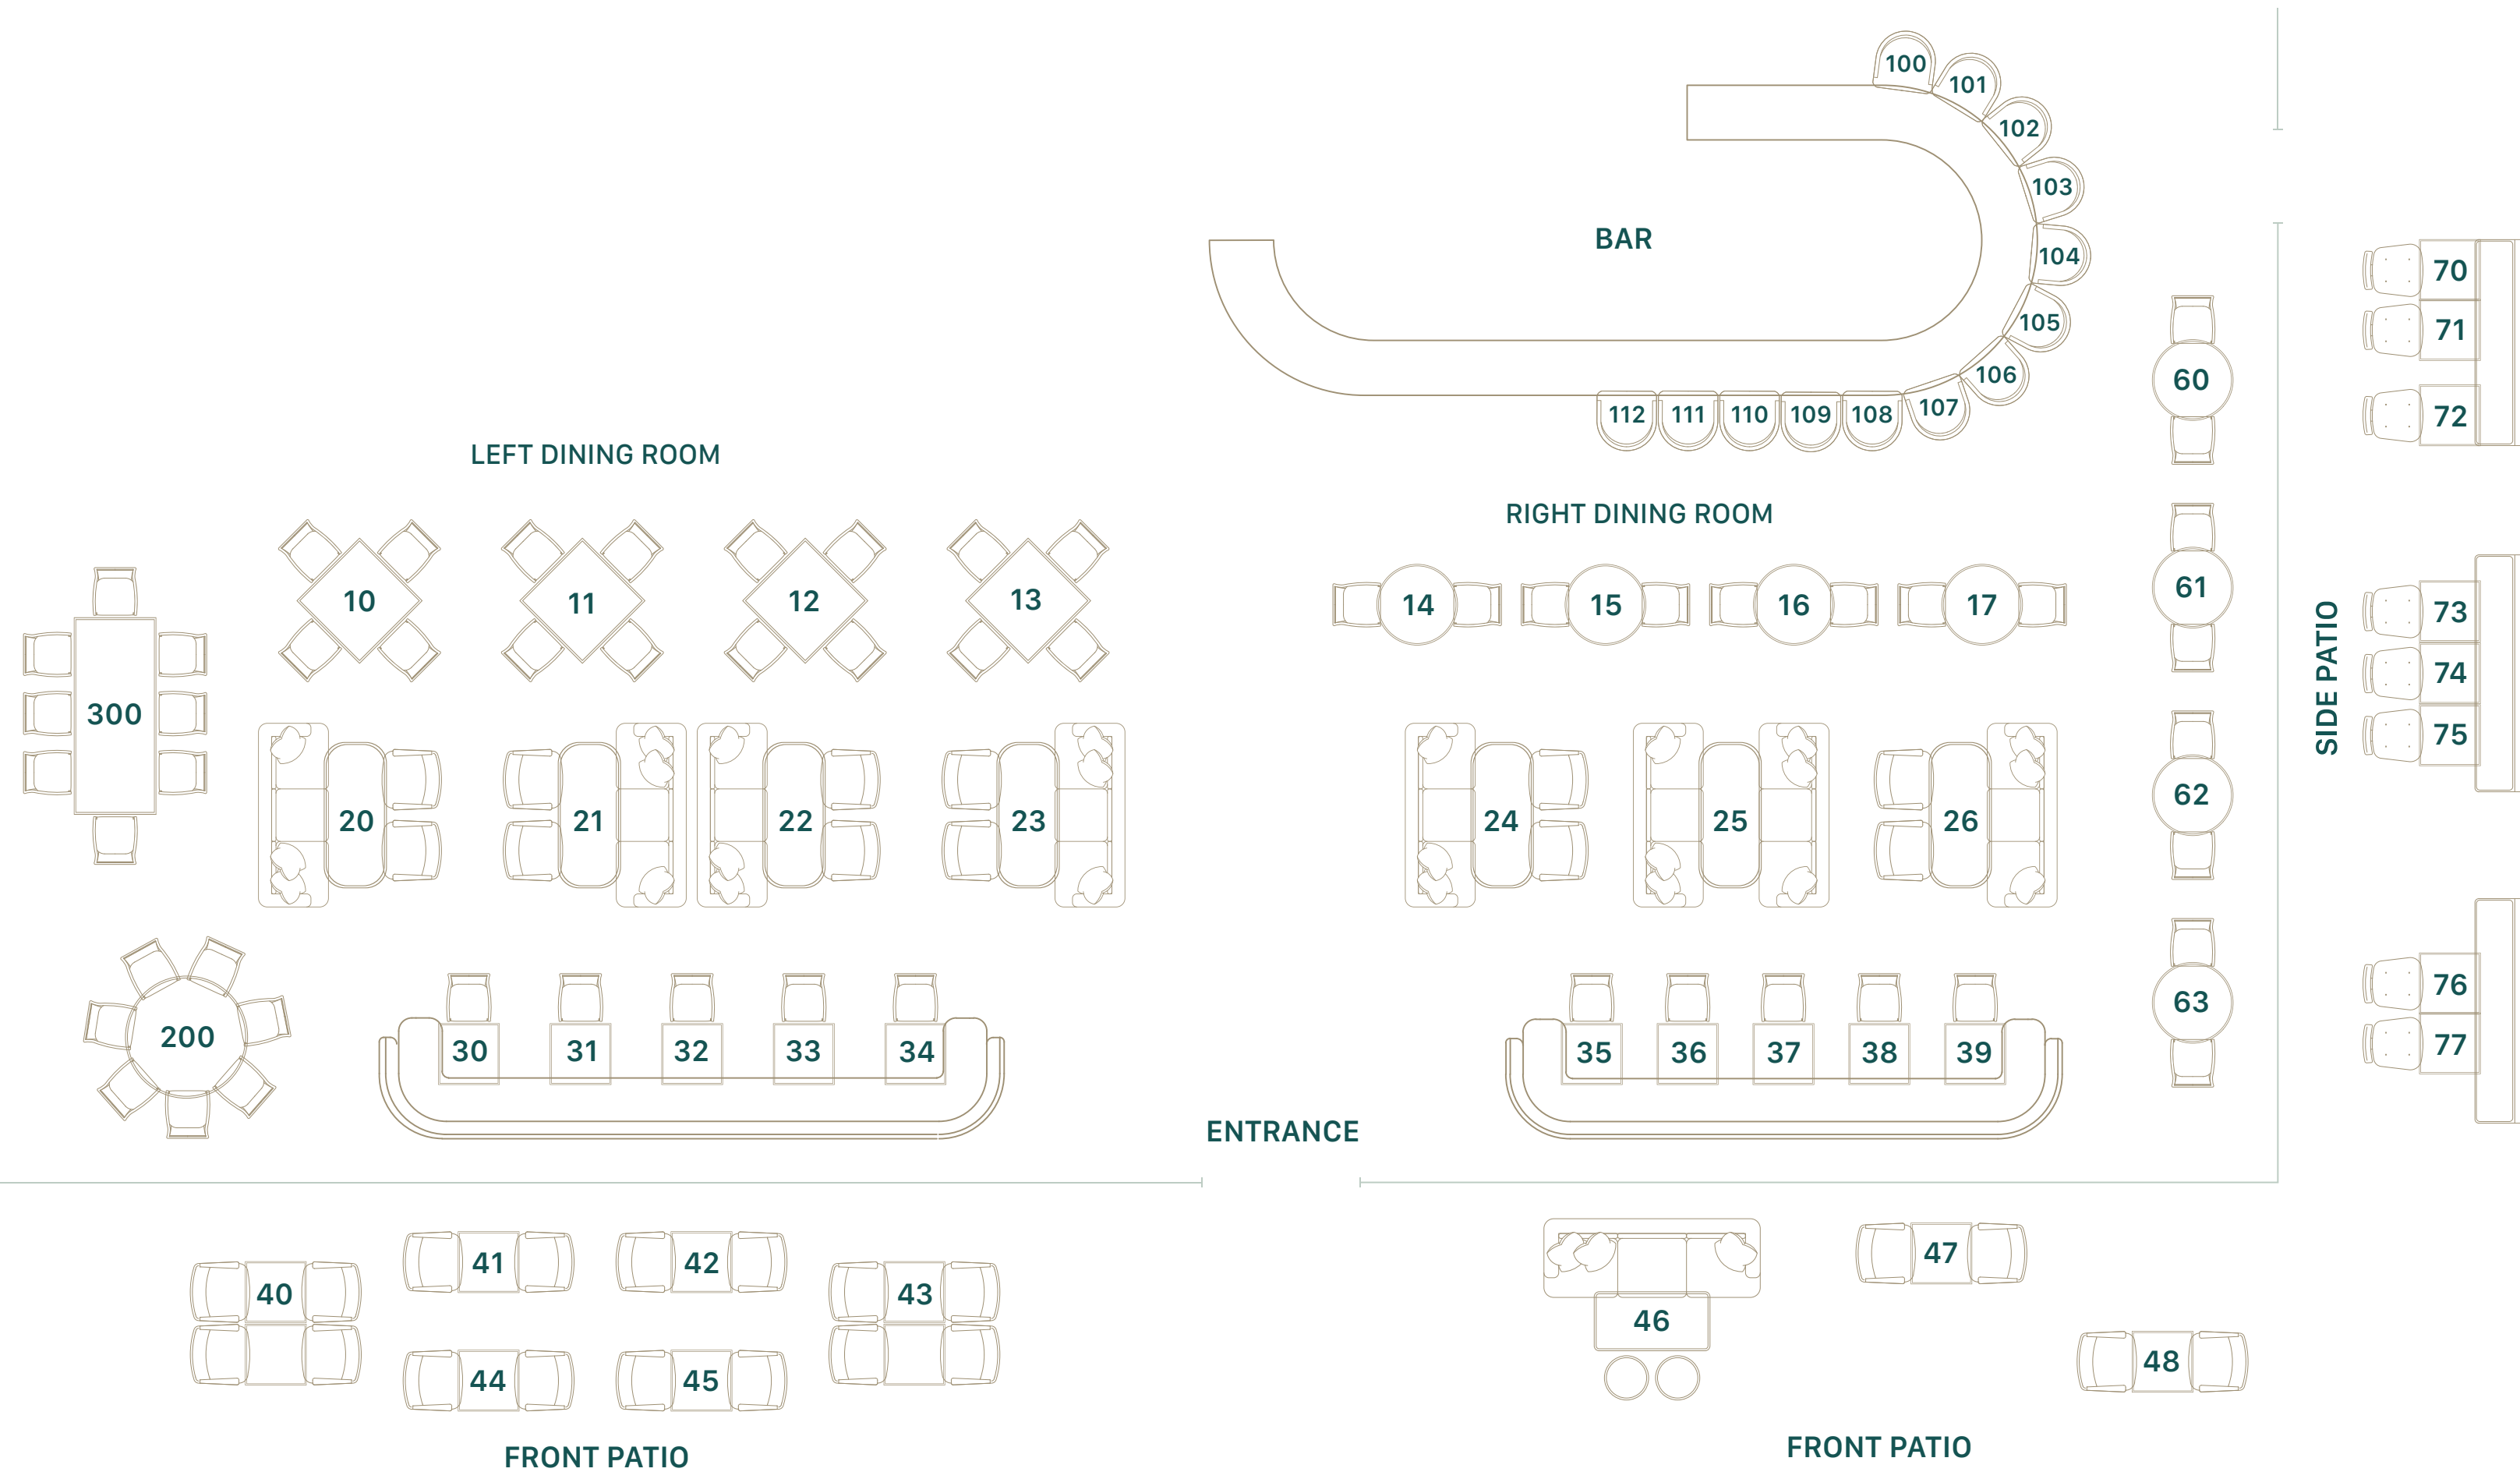 100
101
102
103
BAR
104
70
105
71
106
60
107
72
112 111 110 109 108
LEFT DINING ROOM
RIGHT DINING ROOM
61
10 11 12 13
14 15 16 17
73
SIDE PATIO
74
300
75
62
20 21 22 23
24 25 26
76
63
200
77
30 31 32 33 34
35 36 37 38 39
ENTRANCE
41 42
47
40 43
46
44 45
48
FRONT PATIO
FRONT PATIO